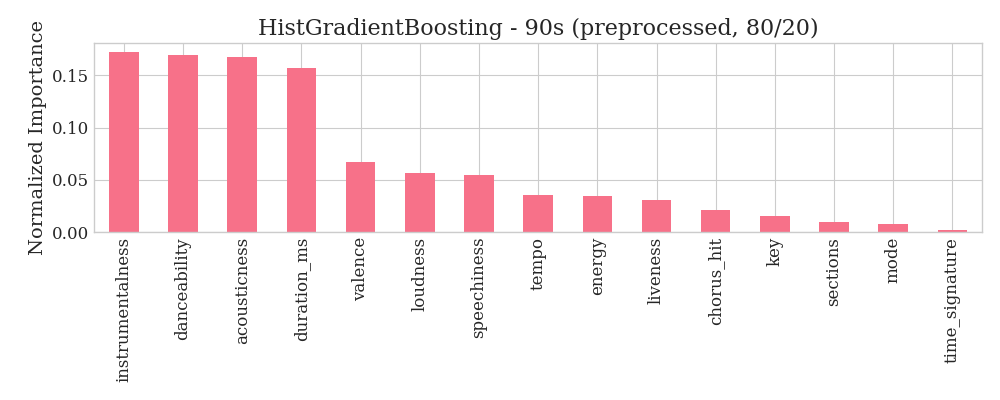 HistGradientBoosting - 90s (preprocessed, 80/20)
Normalized Importance
0.15
0.10
0.05
0.00
instrumentalness
danceability
acousticness
duration_ms
valence
loudness
speechiness
tempo
energy
liveness
chorus_hit
key
sections
mode
time_signature